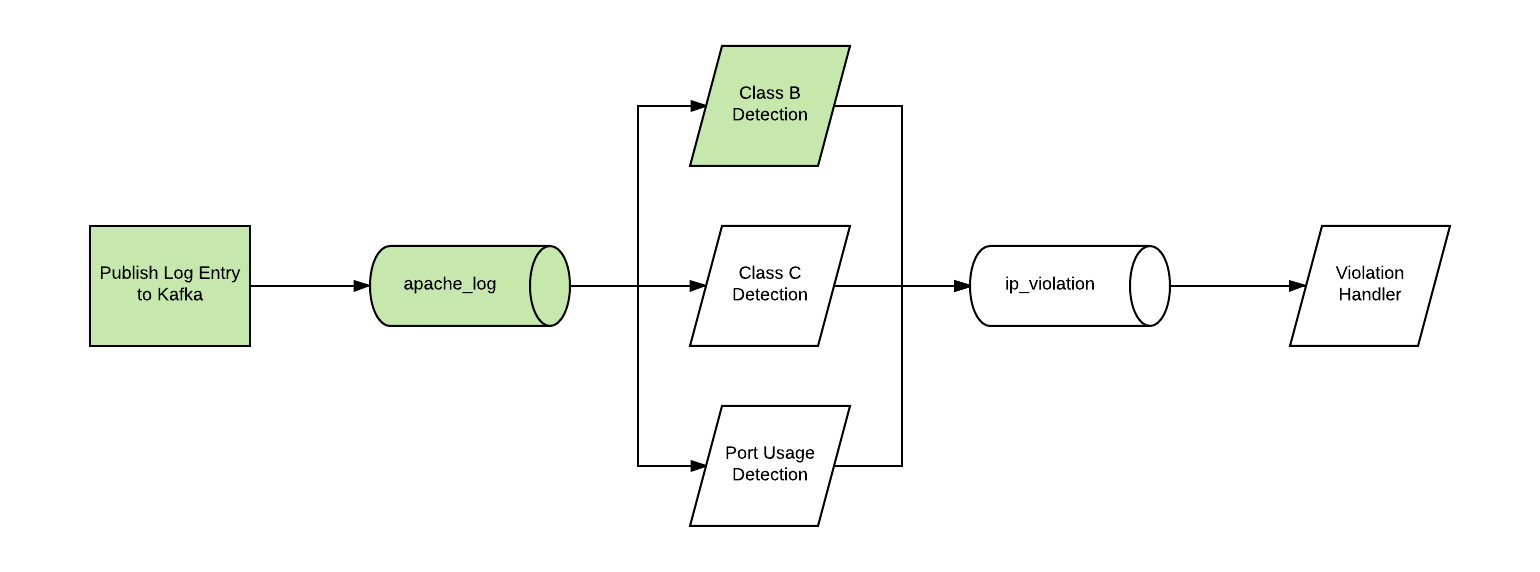 Publish Log Entry
to Kafka
apache_log
Class B
Detection
Class C
Detection
Port Usage
Detection
ip_violation
Violation
Handler